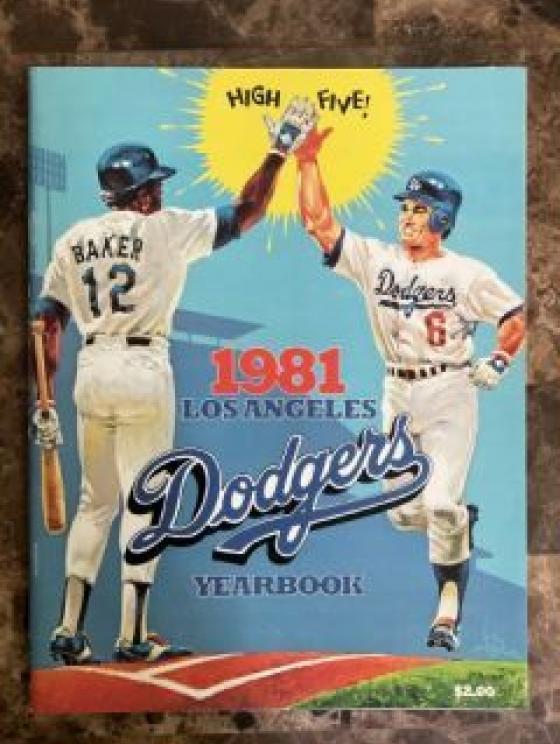 HIGH FIVE!
BAKER
12
Dodgers
6
1981
LOS ANGELES
Dodgers
YEARBOOK
$2.00